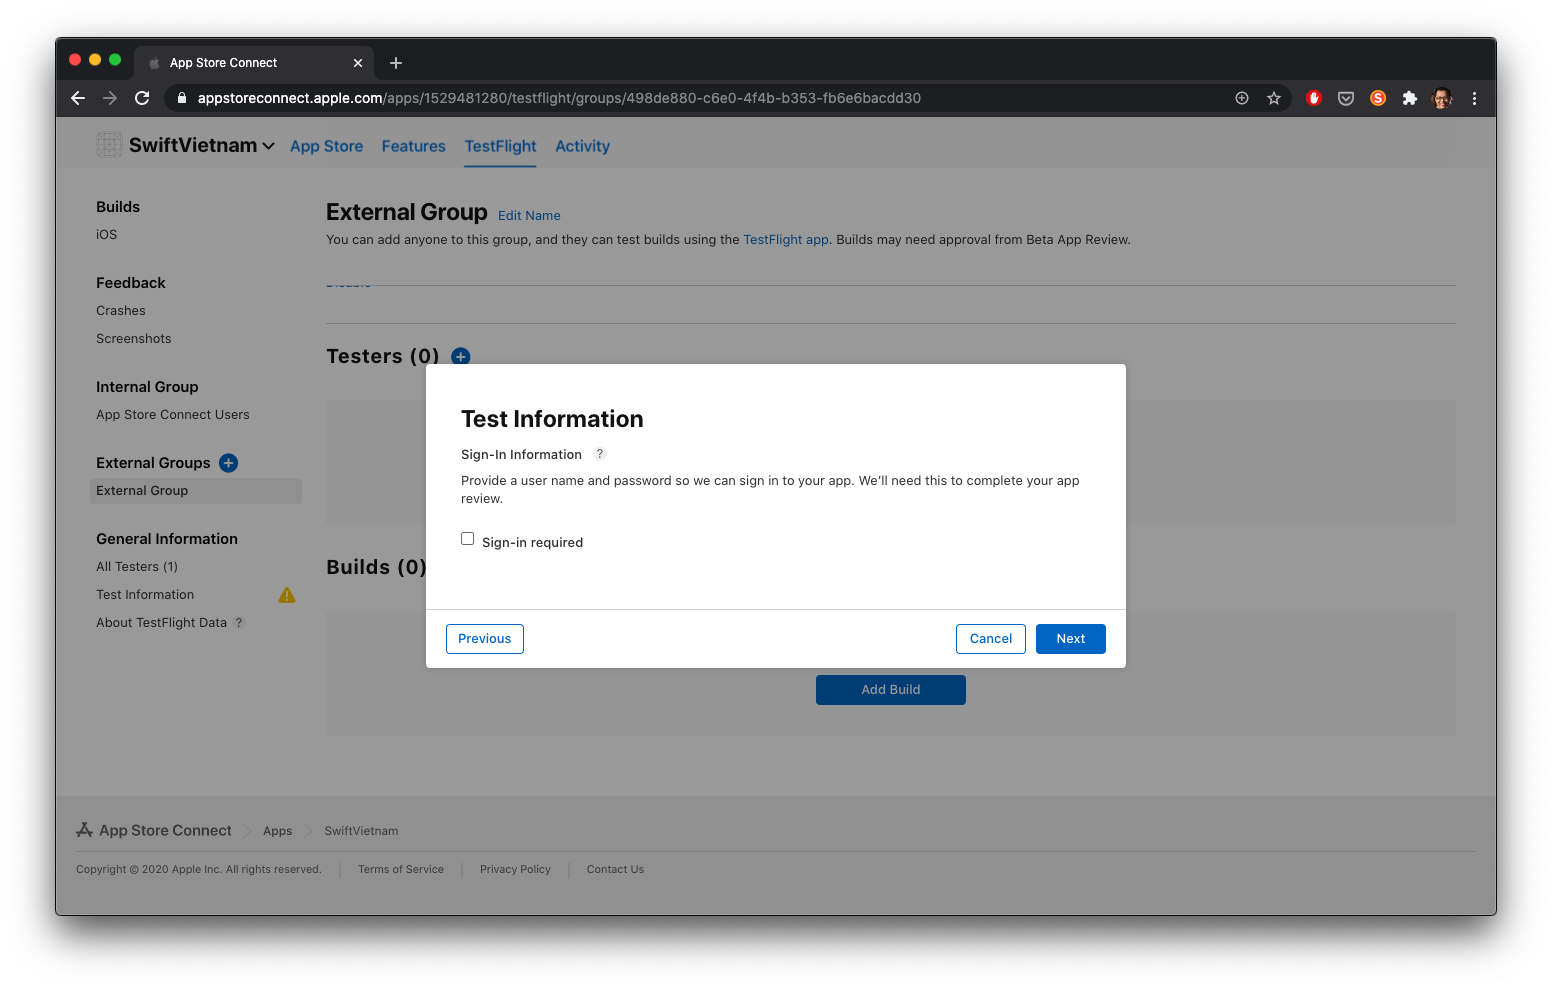 App Store Connect
appstoreconnect.apple.com/apps/1529481280/testflight/groups/498de880-c6e0-4f4b-b353-fb6e6bacdd30
SwiftVietnam App Store Features TestFlight Activity
Builds
iOS
Feedback
Crashes
Screenshots
Internal Group
App Store Connect Users
External Groups
External Group
General Information
All Testers (1)
Test Information
About TestFlight Data ?
External Group Edit Name
You can add anyone to this group, and they can test builds using the TestFlight app. Builds may need approval from Beta App Review.
Testers (0)
Builds (0)
Add Build
Test Information
Sign-In Information ?
Provide a user name and password so we can sign in to your app. We’ll need this to complete your app
review.
Sign-in required
Previous Cancel Next
App Store Connect Apps SwiftVietnam
Copyright © 2020 Apple Inc. All rights reserved. Terms of Service Privacy Policy Contact Us